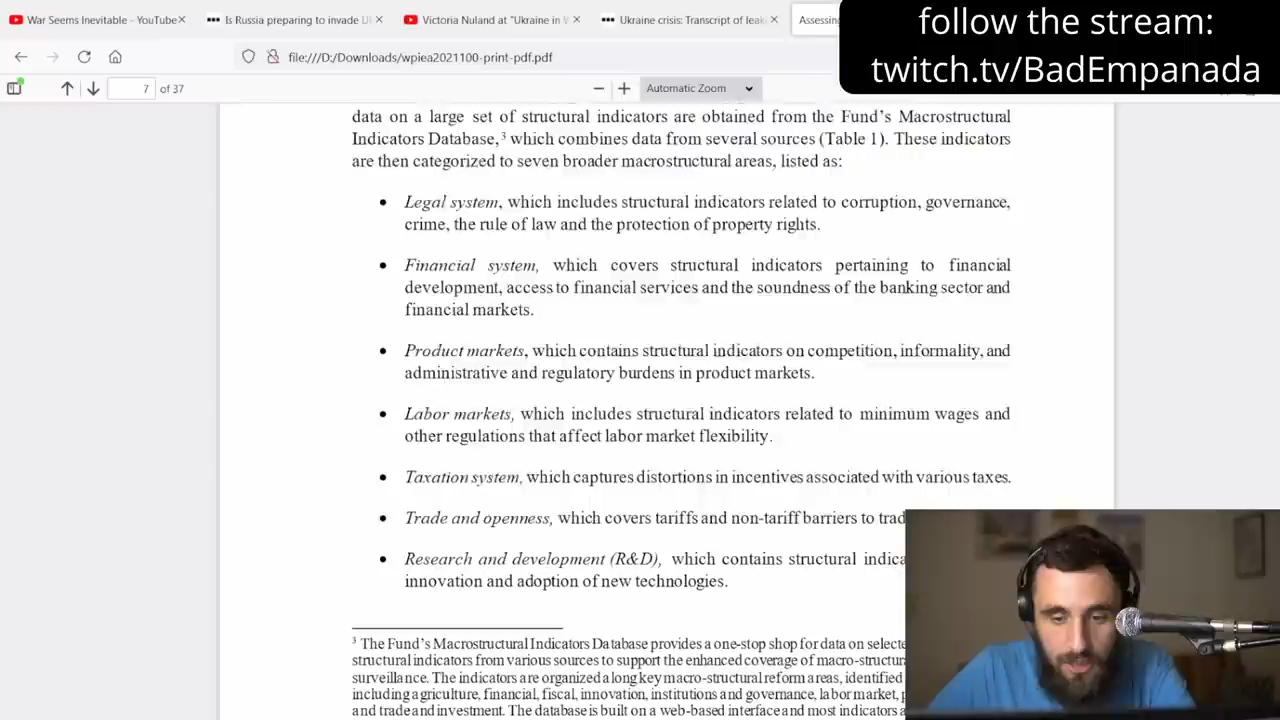 War Seems Inevitable - YouTube
Is Russia preparing to invade U
Victoria Nuland at "Ukraine in
Ukraine crisis: Transcript of leak
Assessing
follow the stream:
twitch.tv/BadEmpanada
file:///D:/Downloads/wpiea2021100-print-pdf.pdf
7 of 37
Automatic Zoom
data on a large set of structural indicators are obtained from the Fund's Macrostructural
Indicators Database,³ which combines data from several sources (Table 1). These indicators
are then categorized to seven broader macrostructural areas, listed as:
• Legal system, which includes structural indicators related to corruption, governance,
crime, the rule of law and the protection of property rights.
• Financial system, which covers structural indicators pertaining to financial
development, access to financial services and the soundness of the banking sector and
financial markets.
• Product markets, which contains structural indicators on competition, informality, and
administrative and regulatory burdens in product markets.
• Labor markets, which includes structural indicators related to minimum wages and
other regulations that affect labor market flexibility.
• Taxation system, which captures distortions in incentives associated with various taxes.
• Trade and openness, which covers tariffs and non-tariff barriers to trad
• Research and development (R&D), which contains structural indica
innovation and adoption of new technologies.
³ The Fund's Macrostructural Indicators Database provides a one-stop shop for data on selecte
structural indicators from various sources to support the enhanced coverage of macro-structura
surveillance. The indicators are organized along key macro-structural reform areas, identified
including agriculture, financial, fiscal, innovation, institutions and governance, labor market, p
and trade and investment. The database is built on a web-based interface and most indicators a